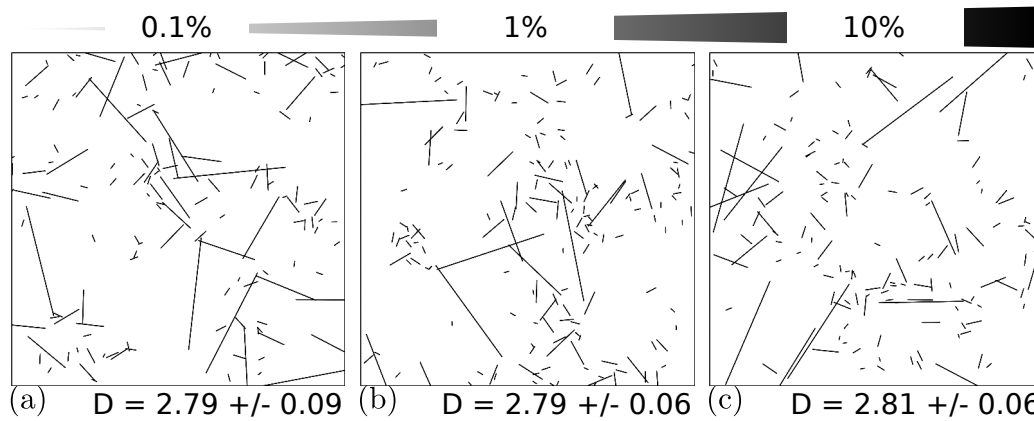 0.1% 1% 10%
(a) D = 2.79 +/- 0.09 (b) D = 2.79 +/- 0.06 (c) D = 2.81 +/- 0.06